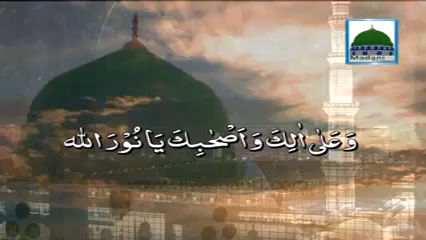 Madani
وَعَلٰى اٰلِكَ وَاَصْحٰبِكَ يَا نُوْرَ الله